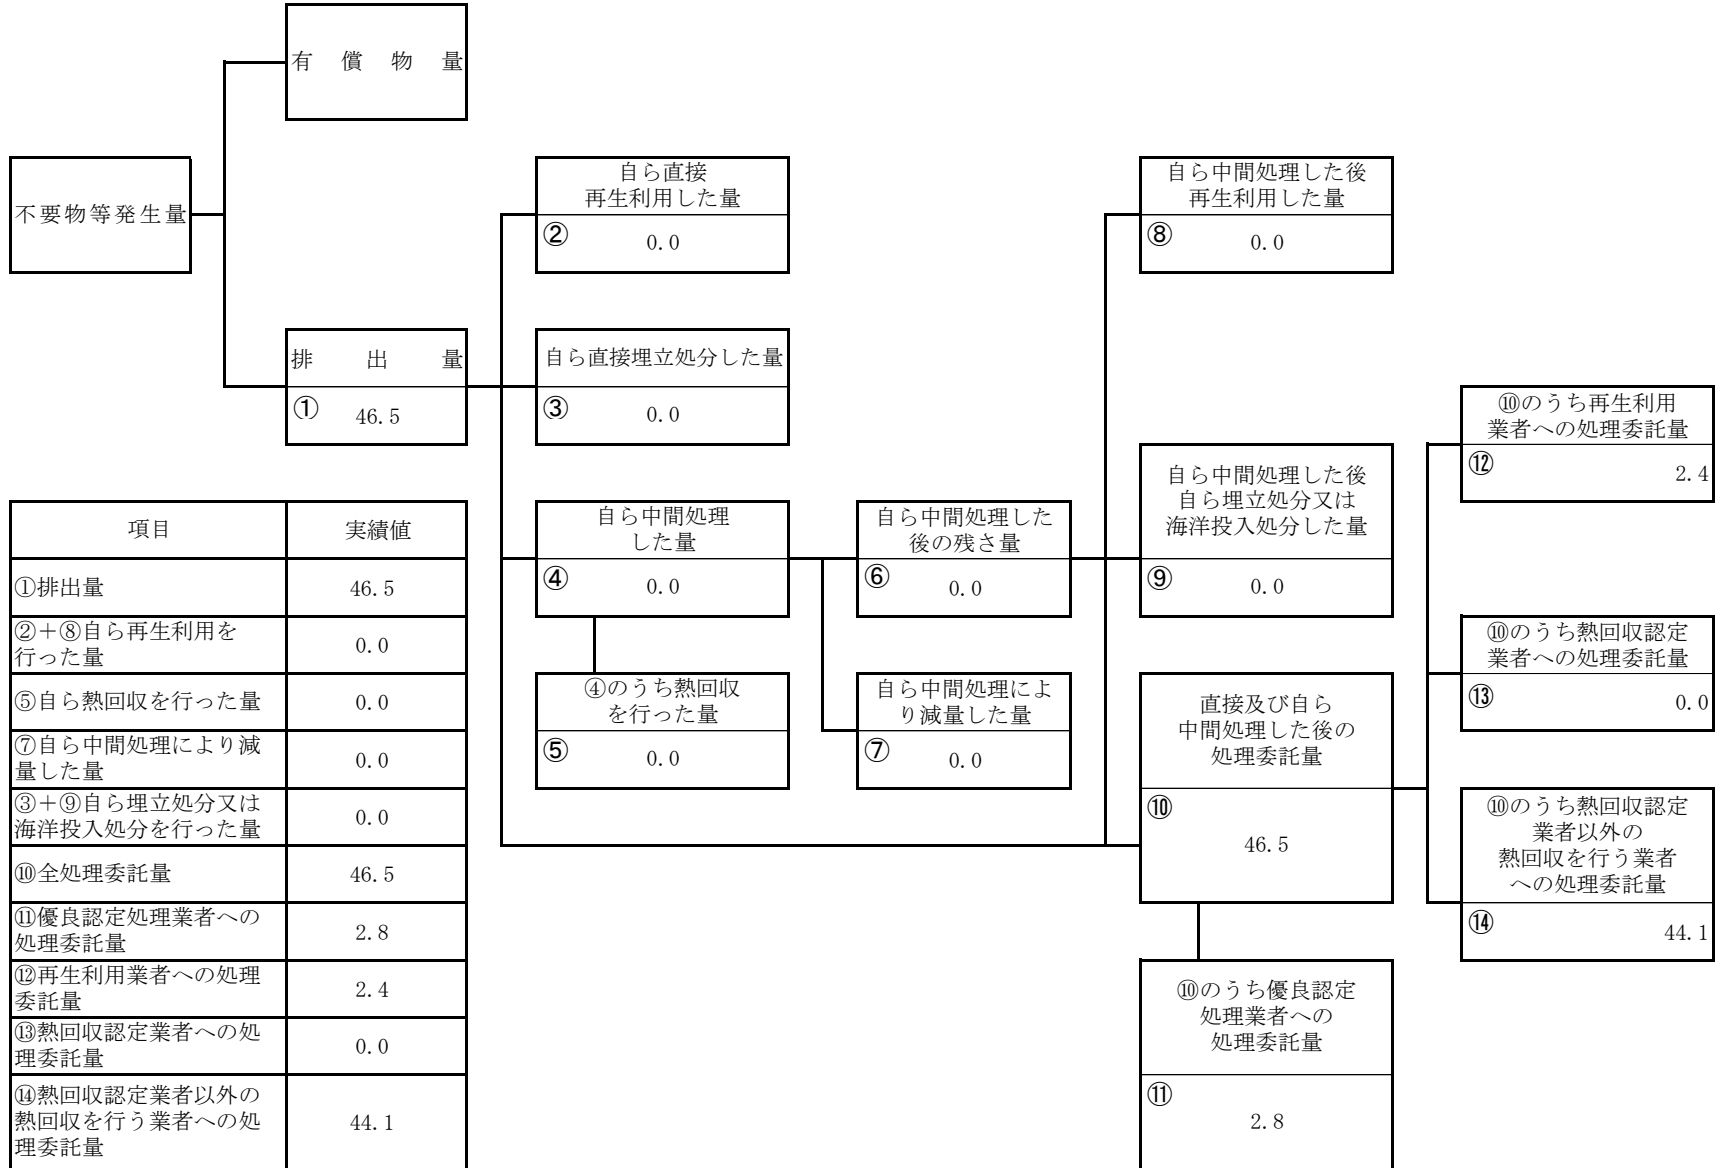 有償物量
不要物等発生量
排出量
① 46.5
自ら直接
再生利用した量
② 0.0
自ら直接埋立処分した量
③ 0.0
自ら中間処理
した量
④ 0.0
④のうち熱回収
を行った量
⑤ 0.0
自ら中間処理した
後の残さ量
⑥ 0.0
自ら中間処理によ
り減量した量
⑦ 0.0
自ら中間処理した後
再生利用した量
⑧ 0.0
自ら中間処理した後
自ら埋立処分又は
海洋投入処分した量
⑨ 0.0
直接及び自ら
中間処理した後の
処理委託量
⑩
46.5
⑩のうち優良認定
処理業者への
処理委託量
⑪
2.8
⑩のうち再生利用
業者への処理委託量
⑫ 2.4
⑩のうち熱回収認定
業者への処理委託量
⑬ 0.0
⑩のうち熱回収認定
業者以外の
熱回収を行う業者
への処理委託量
⑭ 44.1
項目 実績値
①排出量 46.5
②＋⑧自ら再生利用を
行った量 0.0
⑤自ら熱回収を行った量 0.0
⑦自ら中間処理により減
量した量 0.0
③＋⑨自ら埋立処分又は
海洋投入処分を行った量 0.0
⑩全処理委託量 46.5
⑪優良認定処理業者への
処理委託量 2.8
⑫再生利用業者への処理
委託量 2.4
⑬熱回収認定業者への処
理委託量 0.0
⑭熱回収認定業者以外の
熱回収を行う業者への処 44.1
理委託量